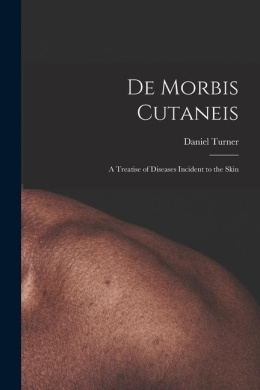 De Morbis
Cutaneis
Daniel Turner
A Treatise of Diseases Incident to the Skin